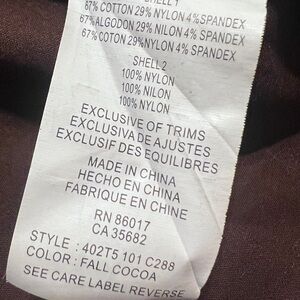 SHELL 1
67% COTTON 29% NYLON 4% SPANDEX
67% ALGODON 29% NILON 4% SPANDEX
67% COTON 29% NYLON 4% SPANDEX
SHELL 2
100% NYLON
100% NILON
100% NYLON
EXCLUSIVE OF TRIMS
EXCLUSIVA DE AJUSTES
EXCLUSIF DES EQUILIBRES
MADE IN CHINA
HECHO EN CHINA
FABRIQUE EN CHINE
RN 86017
CA 35682
STYLE : 402T5 101 C288
COLOR : FALL COCOA
SEE CARE LABEL REVERSE